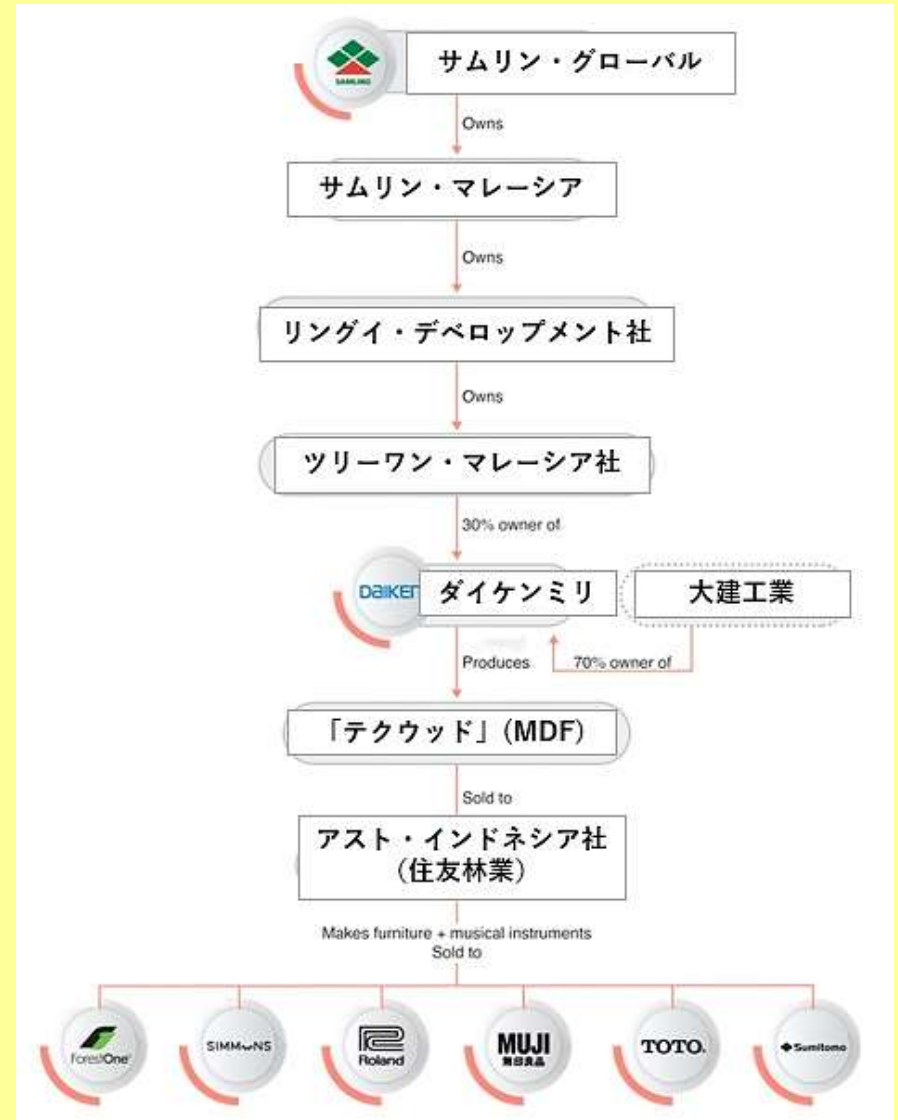 SAMLING
サムリン・グローバル
Owns
サムリン・マレーシア
Owns
リングイ・デベロップメント社
Owns
ツリーワン・マレーシア社
30% owner of
DAIKEN
ダイケンミリ
大建工業
Produces
70% owner of
「テクウッド」(MDF)
Sold to
アスト・インドネシア社
(住友林業)
Makes furniture + musical instruments
Sold to
ForestOne
SIMMONS
Roland
MUJI
無印良品
TOTO.
Sumitomo